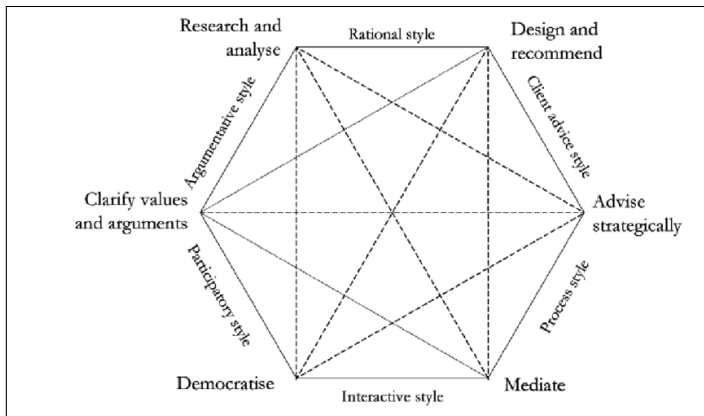 Research and
analyse
Rational style
Design and
recommend
Argumentative style
Client advice style
Clarify values
and arguments
Advise
strategically
Participatory style
Process style
Democratise
Interactive style
Mediate